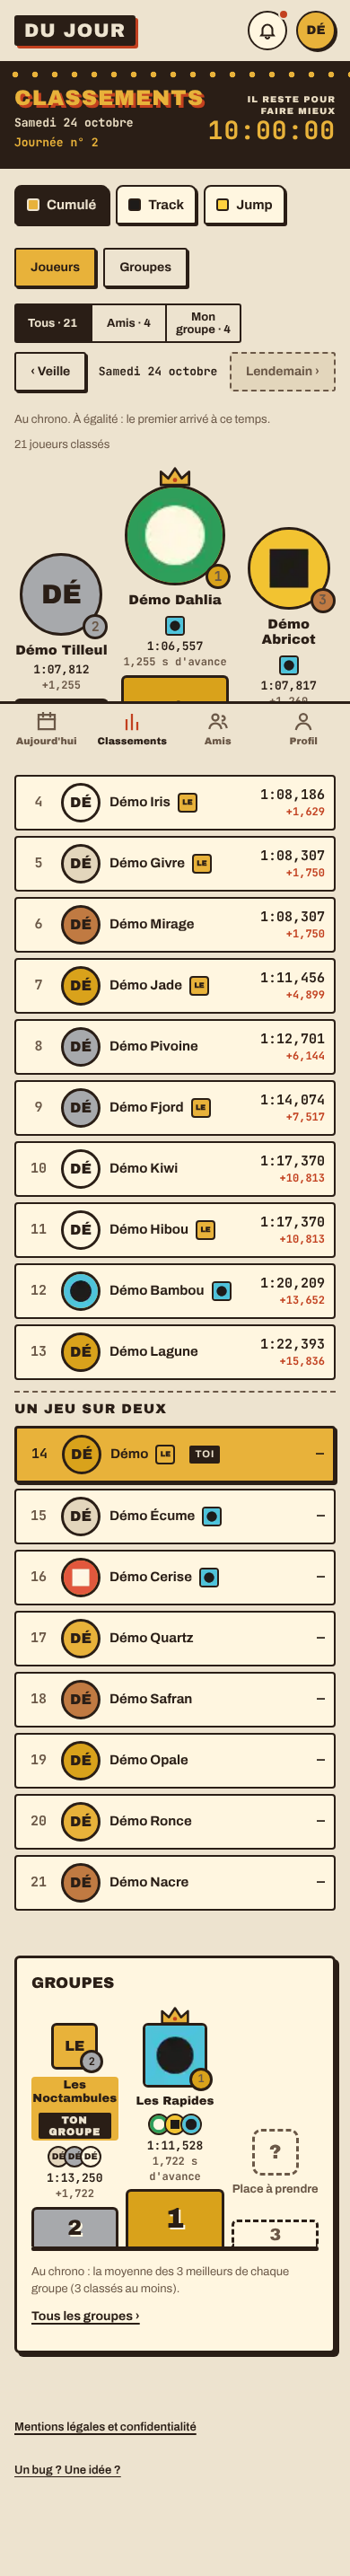 DU JOUR
DÉ
CLASSEMENTS
Samedi 24 octobre
Journée n° 2
IL RESTE POUR
FAIRE MIEUX
10:00:00
Cumulé
Track
Jump
Joueurs
Groupes
Tous · 21
Amis · 4
Mon
groupe · 4
‹ Veille
Samedi 24 octobre
Lendemain ›
Au chrono. À égalité : le premier arrivé à ce temps.
21 joueurs classés
DÉ
2
Démo Tilleul
1:07,812
+1,255
1
Démo Dahlia
1:06,557
1,255 s d'avance
3
Démo
Abricot
1:07,817
Aujourd'hui
Classements
Amis
Profil
4 DÉ Démo Iris LE 1:08,186
+1,629
5 DÉ Démo Givre LE 1:08,307
+1,750
6 DÉ Démo Mirage 1:08,307
+1,750
7 DÉ Démo Jade LE 1:11,456
+4,899
8 DÉ Démo Pivoine 1:12,701
+6,144
9 DÉ Démo Fjord LE 1:14,074
+7,517
10 DÉ Démo Kiwi 1:17,370
+10,813
11 DÉ Démo Hibou LE 1:17,370
+10,813
12 Démo Bambou 1:20,209
+13,652
13 DÉ Démo Lagune 1:22,393
+15,836
UN JEU SUR DEUX
14 DÉ Démo LE TOI –
15 DÉ Démo Écume –
16 Démo Cerise –
17 DÉ Démo Quartz –
18 DÉ Démo Safran –
19 DÉ Démo Opale –
20 DÉ Démo Ronce –
21 DÉ Démo Nacre –
GROUPES
LE
2
Les
Noctambules
TON
GROUPE
DÉ DÉ DÉ
1:13,250
+1,722
2
1
Les Rapides
1:11,528
1,722 s
d'avance
1
?
Place à prendre
3
Au chrono : la moyenne des 3 meilleurs de chaque
groupe (3 classés au moins).
Tous les groupes ›
Mentions légales et confidentialité
Un bug ? Une idée ?